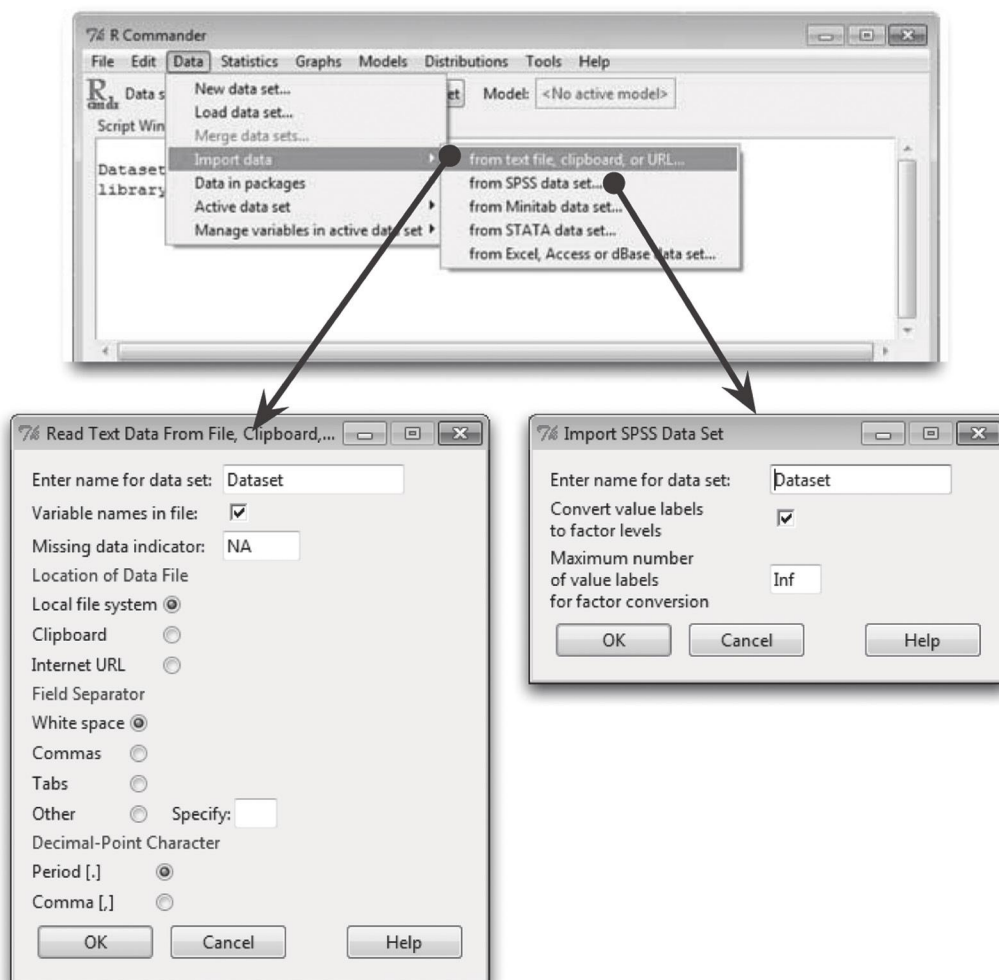 R Commander
File Edit Data Statistics Graphs Models Distributions Tools Help
R cmdr Data s et Model: <No active model>
New data set...
Load data set...
Script Win
Merge data sets...
Import data from text file, clipboard, or URL...
Dataset
library
Data in packages from SPSS data set...
Active data set from Minitab data set...
Manage variables in active data set from STATA data set...
from Excel, Access or dBase data set...
Read Text Data From File, Clipboard,...
Enter name for data set: Dataset
Variable names in file:
Missing data indicator: NA
Location of Data File
Local file system
Clipboard
Internet URL
Field Separator
White space
Commas
Tabs
Other Specify:
Decimal-Point Character
Period [.]
Comma [,]
OK Cancel Help
Import SPSS Data Set
Enter name for data set: Dataset
Convert value labels
to factor levels
Maximum number
of value labels Inf
for factor conversion
OK Cancel Help